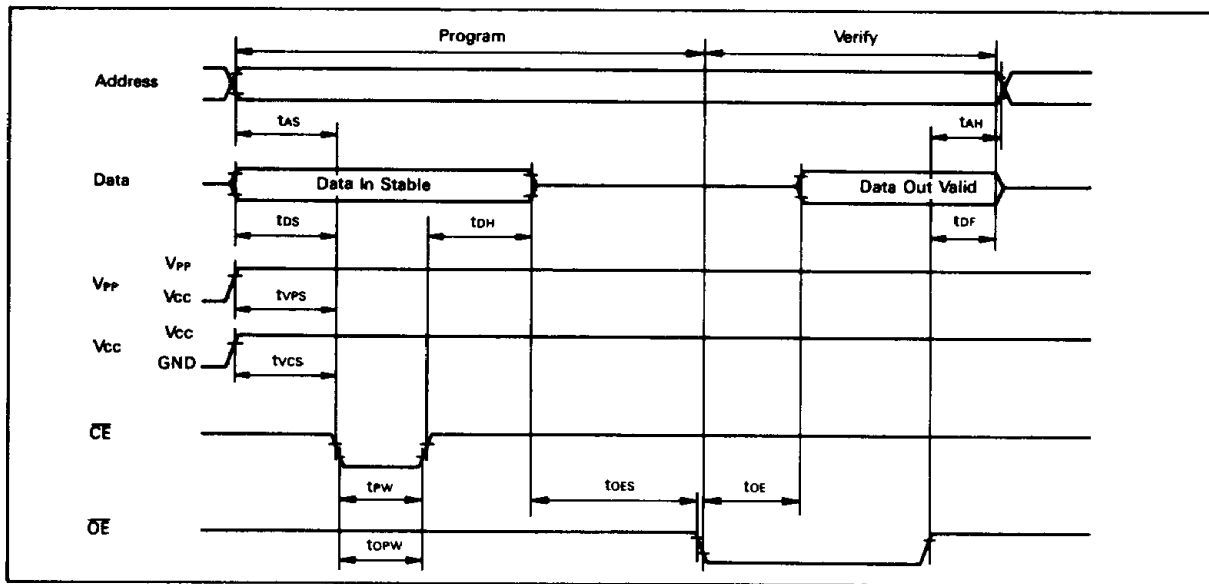 Program Verify
Address
tAS tAH
Data Data In Stable Data Out Valid
tDS tDH tDF
VPP
VPP
VCC
tVPS
VCC
VCC
GND
tVCS
CE
tPW tOES tOE
OE
tOPW